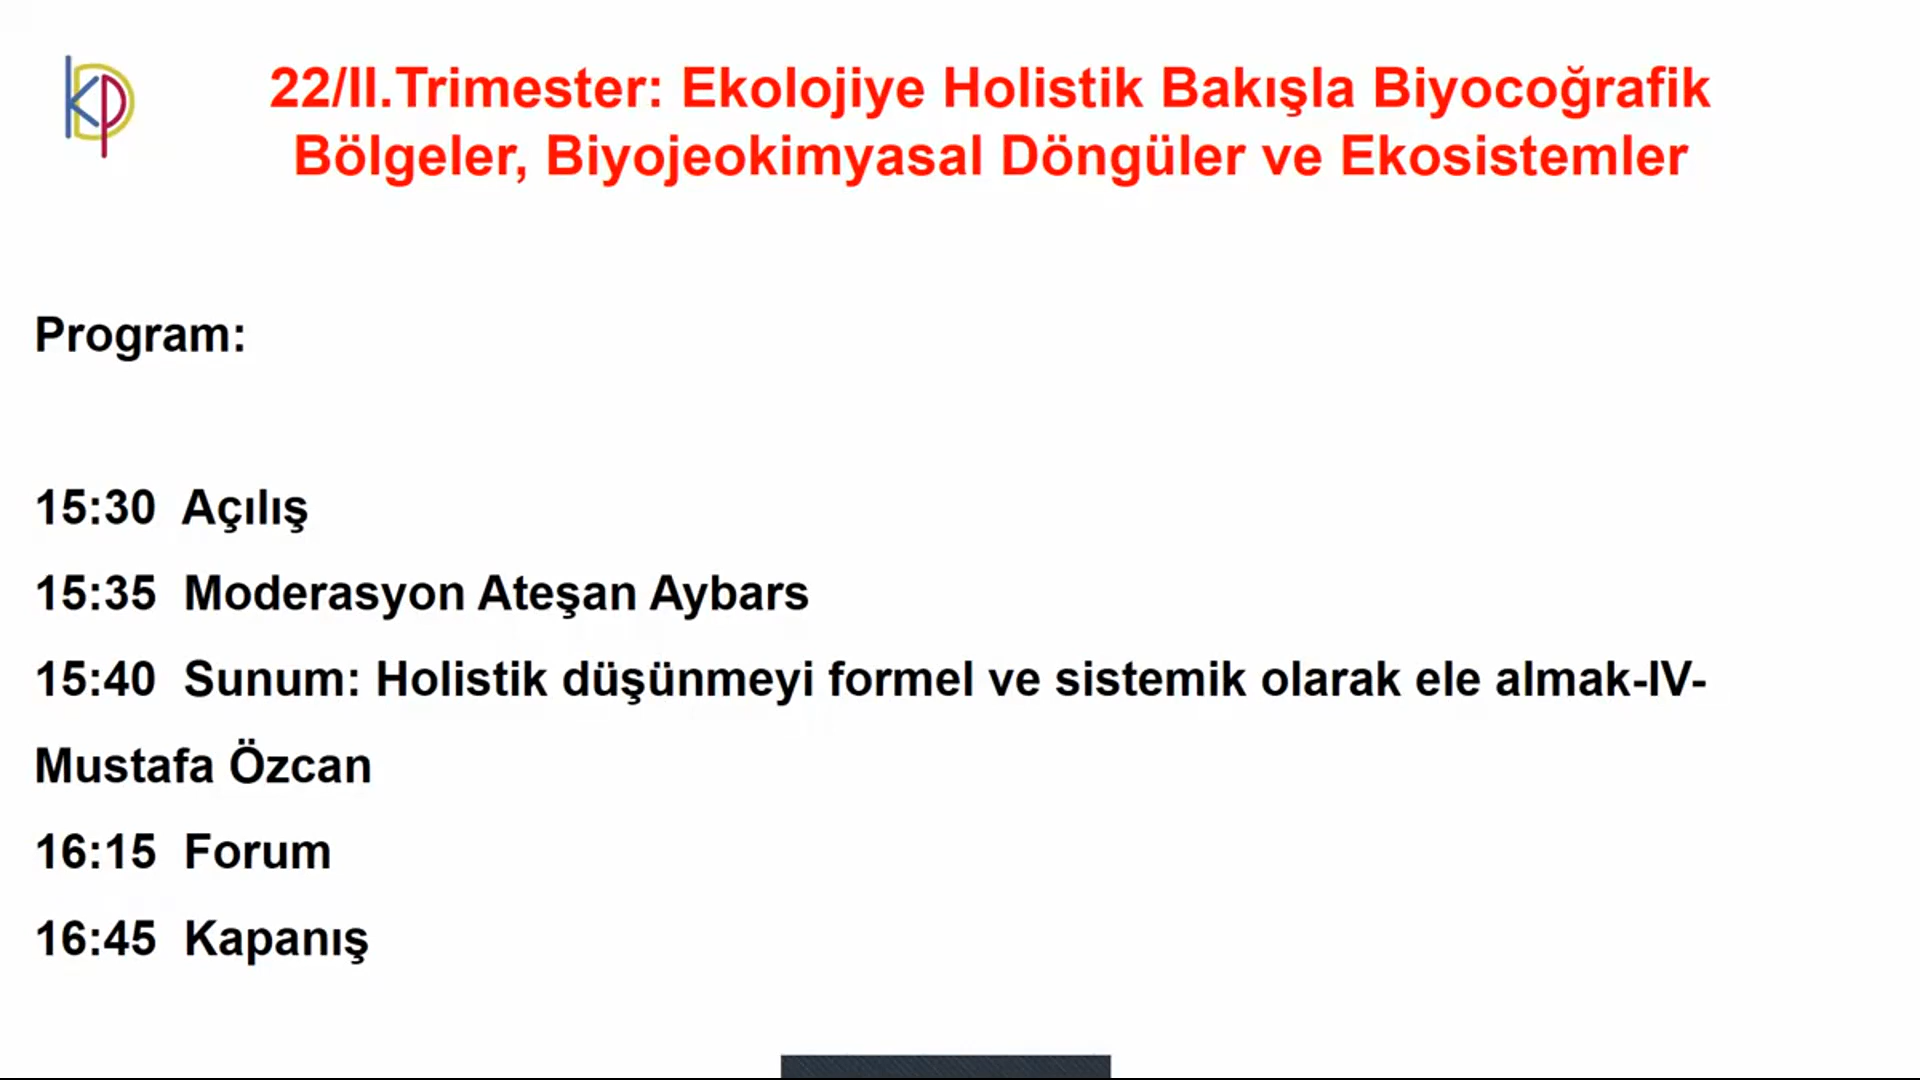 KDP
22/II.Trimester: Ekolojiye Holistik Bakışla Biyocoğrafik
Bölgeler, Biyojeokimyasal Döngüler ve Ekosistemler
Program:
15:30 Açılış
15:35 Moderasyon Ateşan Aybars
15:40 Sunum: Holistik düşünmeyi formel ve sistemik olarak ele almak-IV-
Mustafa Özcan
16:15 Forum
16:45 Kapanış